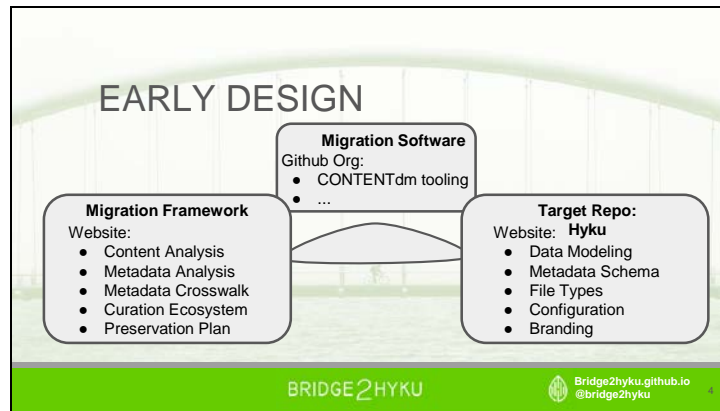 EARLY DESIGN
Migration Software
Github Org:
● CONTENTdm tooling
● ...
Migration Framework
Website:
● Content Analysis
● Metadata Analysis
● Metadata Crosswalk
● Curation Ecosystem
● Preservation Plan
Target Repo:
Website: Hyku
● Data Modeling
● Metadata Schema
● File Types
● Configuration
● Branding
BRIDGE2HYKU
Bridge2hyku.github.io
@bridge2hyku
4